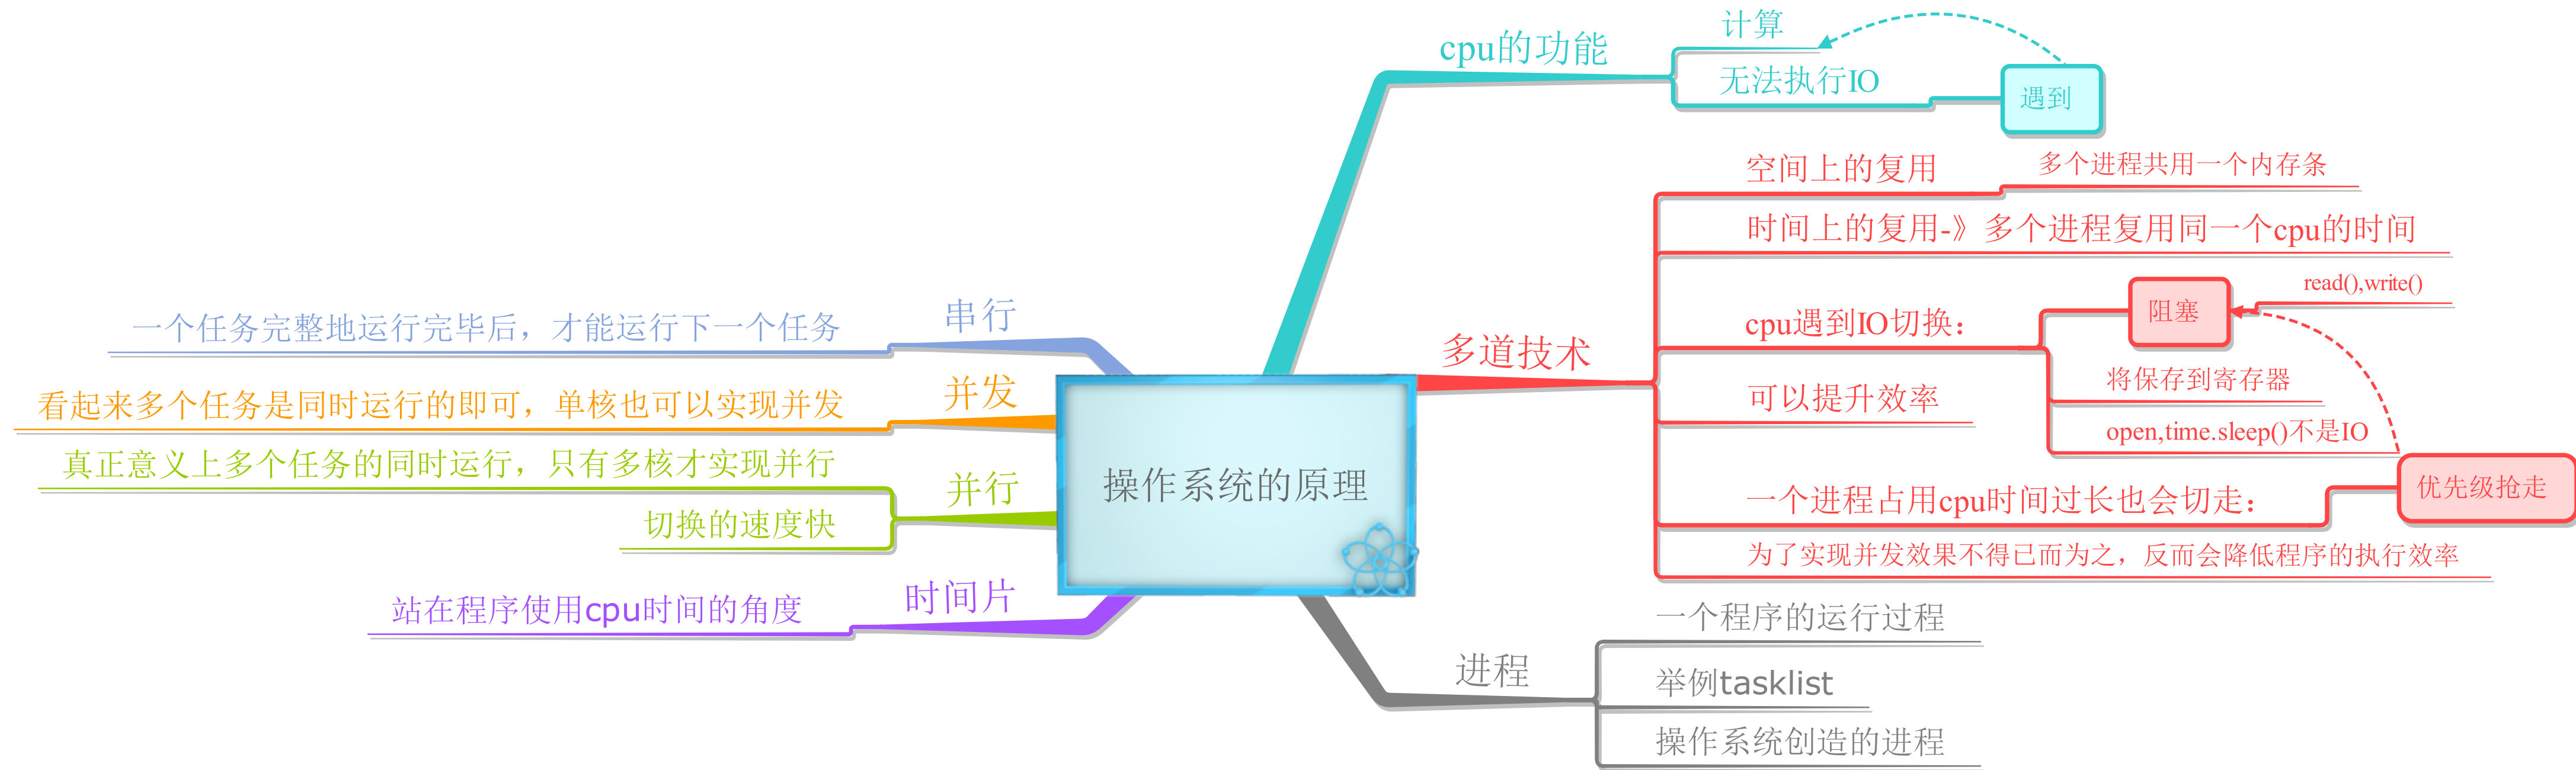 操作系统的原理
cpu的功能
计算
无法执行IO
遇到
多道技术
空间上的复用
多个进程共用一个内存条
时间上的复用-》多个进程复用同一个cpu的时间
cpu遇到IO切换：
阻塞
read(),write()
将保存到寄存器
open,time.sleep()不是IO
可以提升效率
一个进程占用cpu时间过长也会切走：
优先级抢走
为了实现并发效果不得已而为之，反而会降低程序的执行效率
进程
一个程序的运行过程
举例tasklist
操作系统创造的进程
串行
一个任务完整地运行完毕后，才能运行下一个任务
并发
看起来多个任务是同时运行的即可，单核也可以实现并发
并行
真正意义上多个任务的同时运行，只有多核才实现并行
切换的速度快
时间片
站在程序使用cpu时间的角度